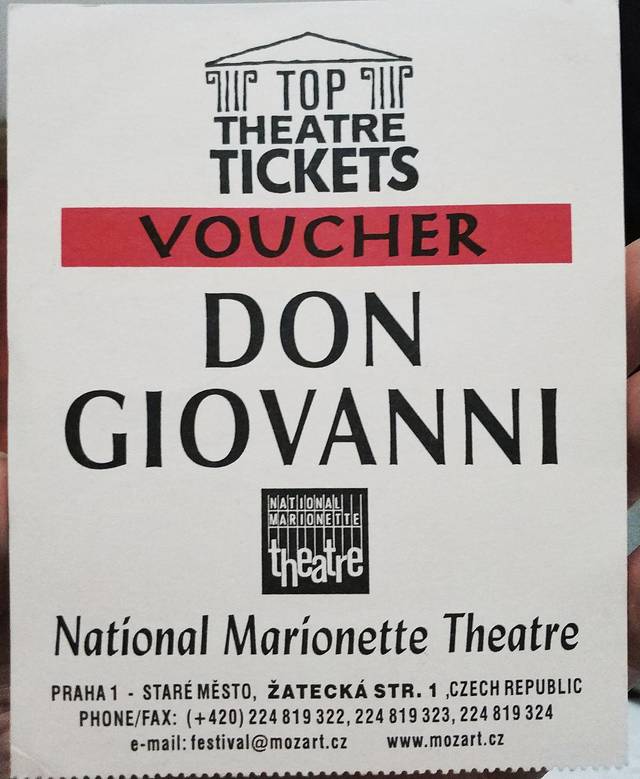 TOP
THEATRE
TICKETS
VOUCHER
DON
GIOVANNI
NATIONAL
MARIONETTE
theatre
National Marionette Theatre
PRAHA 1 - STARÉ MĚSTO, ŽATECKÁ STR. 1 ,CZECH REPUBLIC
PHONE/FAX: (+420) 224 819 322, 224 819 323, 224 819 324
e-mail: festival@mozart.cz www.mozart.cz